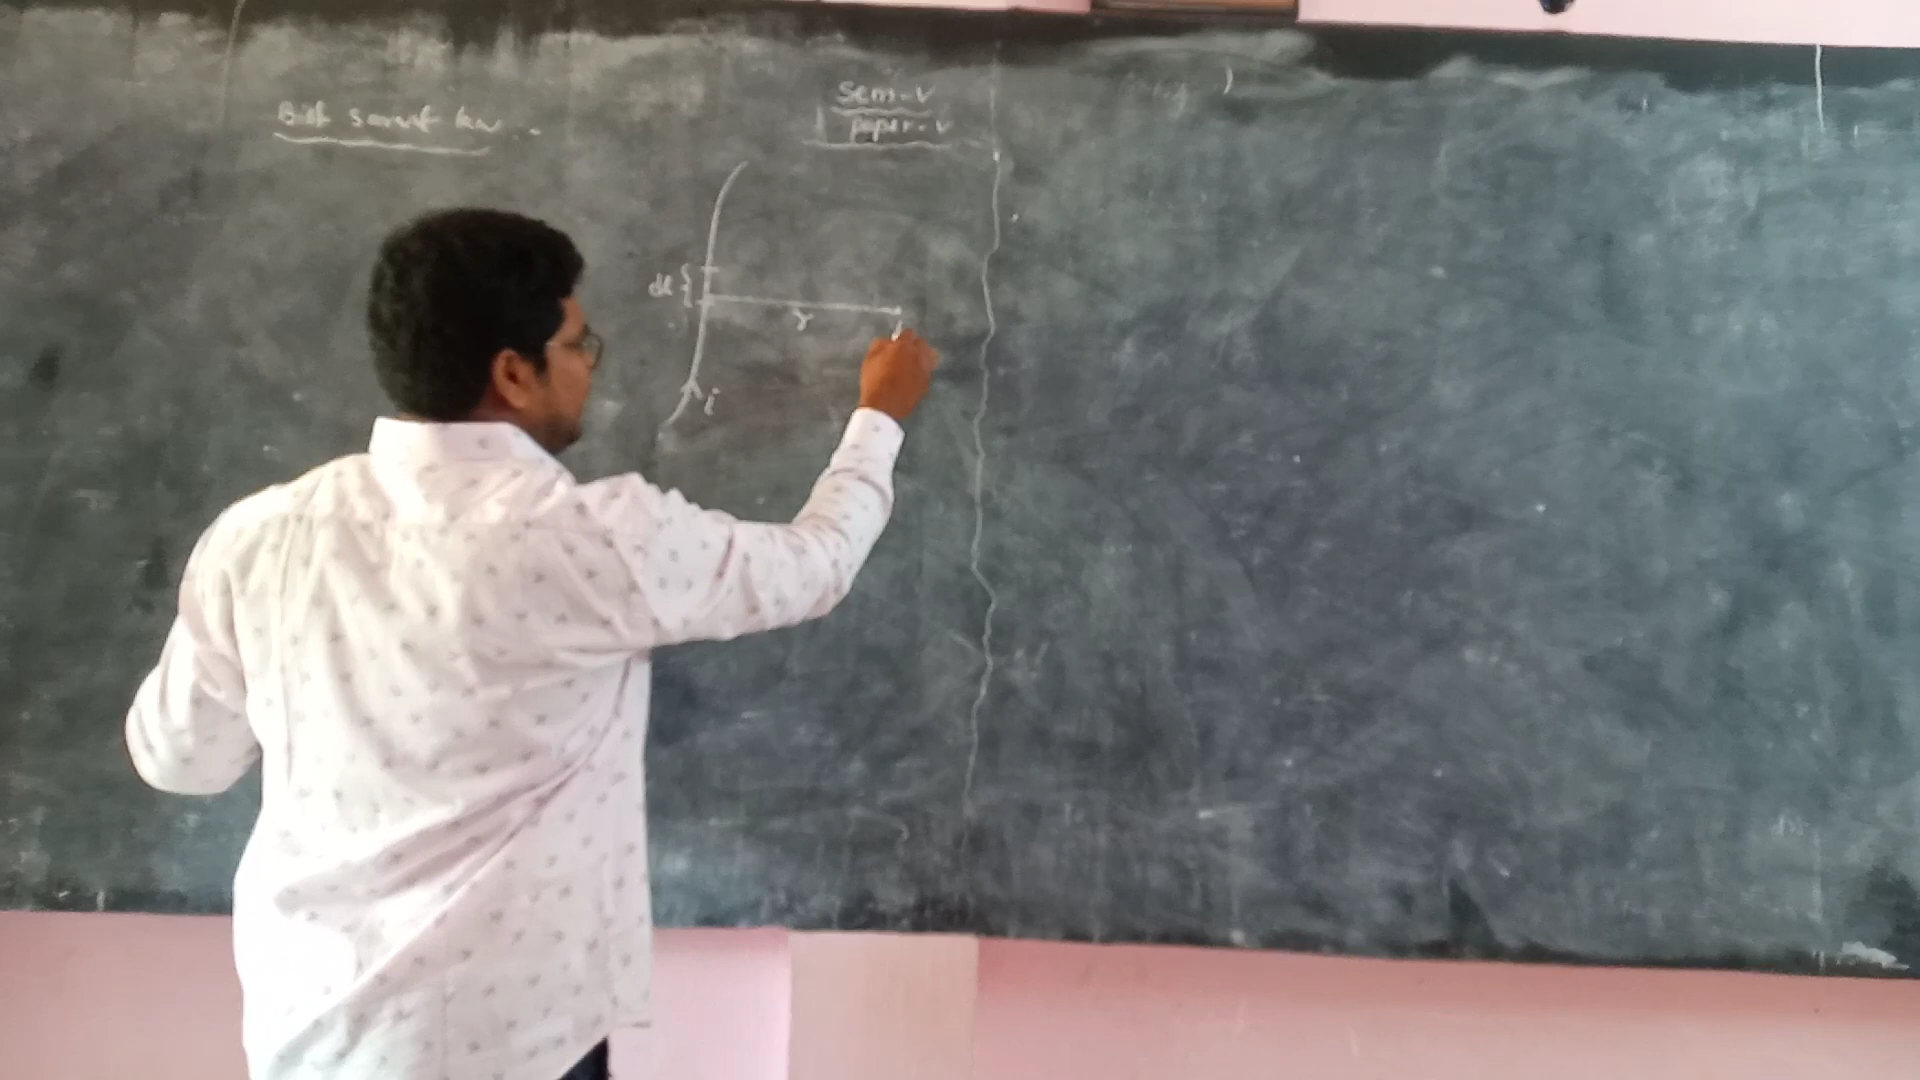 Biot savart law
Sem-V
paper-V
dl
r
i